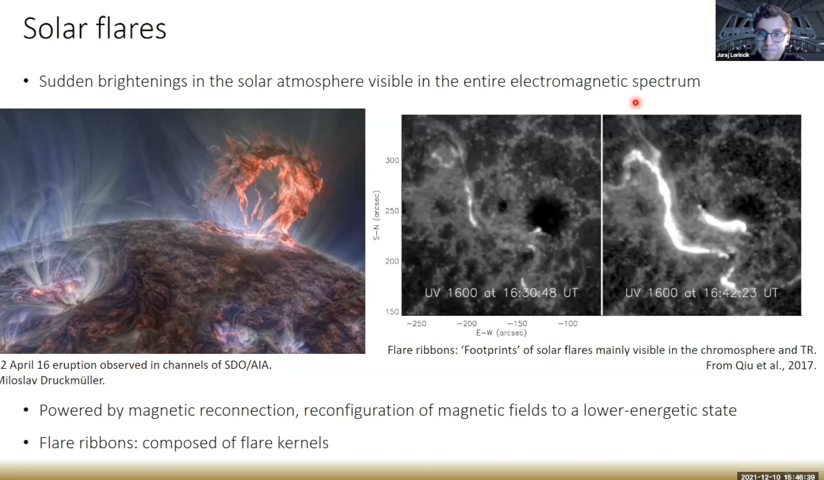 Solar flares
Juraj Lorincik
• Sudden brightenings in the solar atmosphere visible in the entire electromagnetic spectrum
300
250
200
150
S-N (arcsec)
UV 1600 at 16:30:48 UT
UV 1600 at 16:42:23 UT
-250
-200
-150
-100
E-W (arcsec)
2 April 16 eruption observed in channels of SDO/AIA.
Miloslav Druckmüller.
Flare ribbons: 'Footprints' of solar flares mainly visible in the chromosphere and TR.
From Qiu et al., 2017.
• Powered by magnetic reconnection, reconfiguration of magnetic fields to a lower-energetic state
• Flare ribbons: composed of flare kernels
2021-12-10 15:46:39